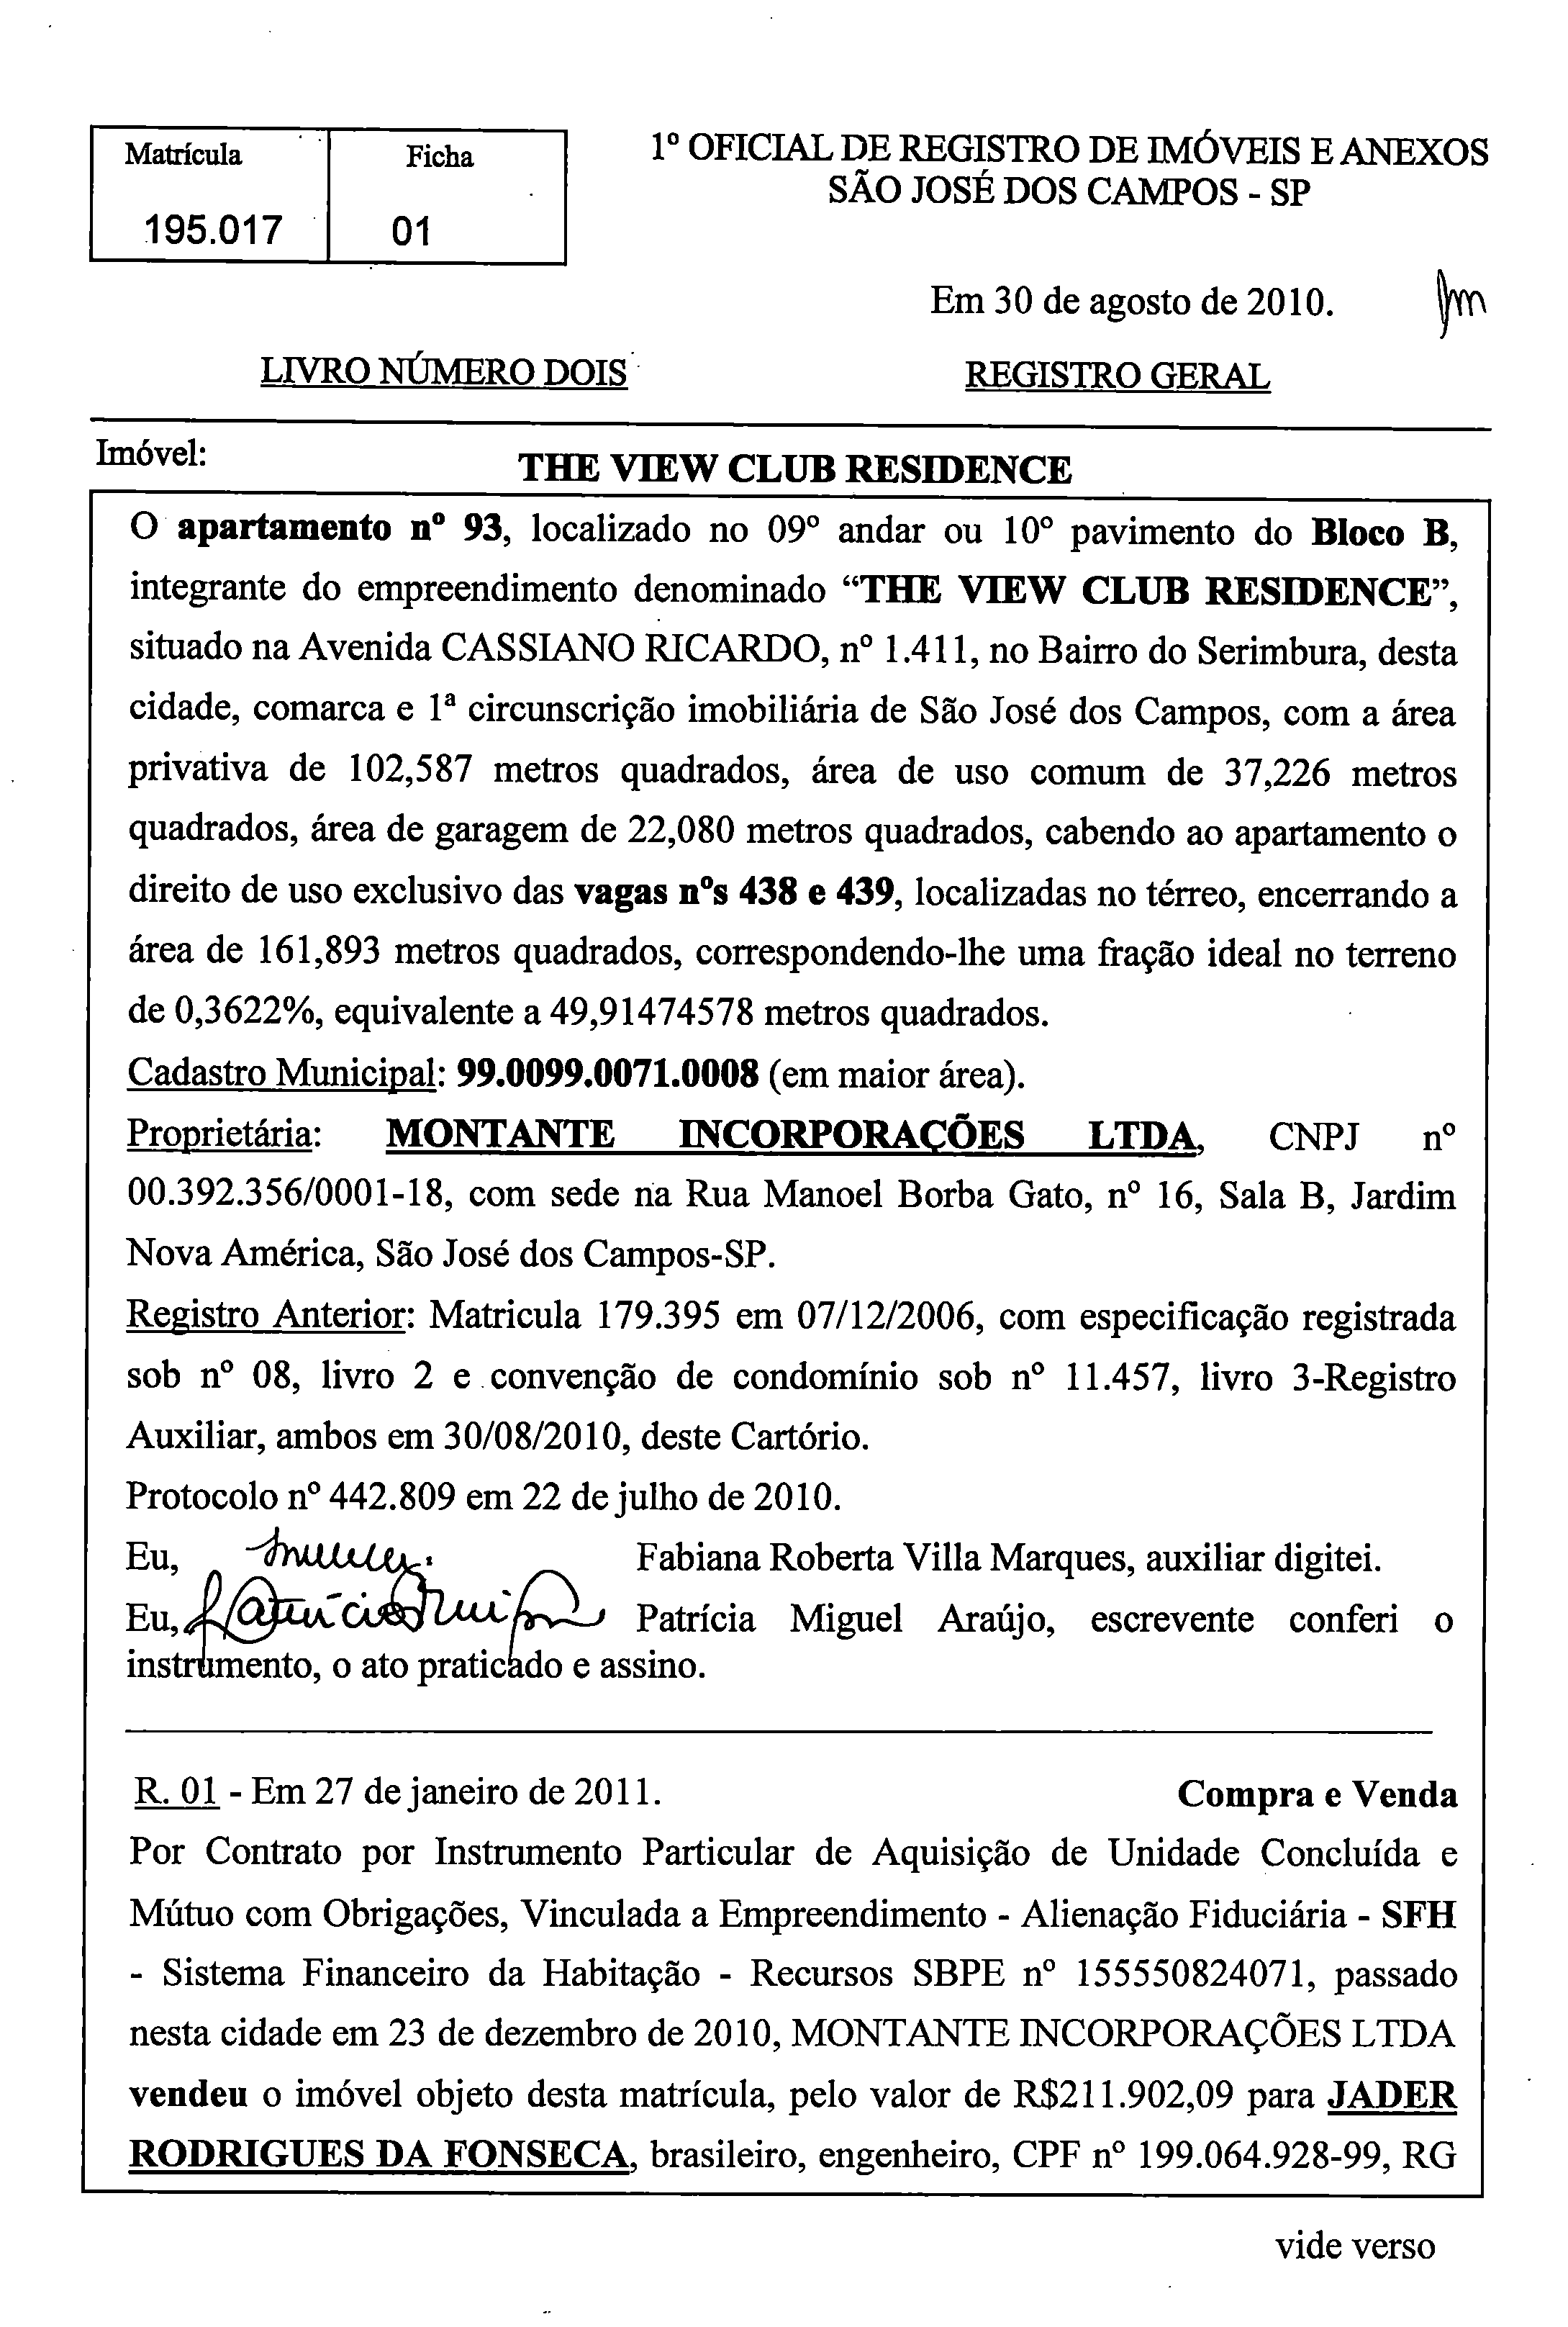 Matrícula
Ficha
195.017
01
1º OFICIAL DE REGISTRO DE IMÓVEIS E ANEXOS
SÃO JOSÉ DOS CAMPOS - SP
Em 30 de agosto de 2010.
LIVRO NÚMERO DOIS
REGISTRO GERAL
Imóvel:
THE VIEW CLUB RESIDENCE
O apartamento nº 93, localizado no 09º andar ou 10º pavimento do Bloco B,
integrante do empreendimento denominado “THE VIEW CLUB RESIDENCE”,
situado na Avenida CASSIANO RICARDO, nº 1.411, no Bairro do Serimbura, desta
cidade, comarca e 1ª circunscrição imobiliária de São José dos Campos, com a área
privativa de 102,587 metros quadrados, área de uso comum de 37,226 metros
quadrados, área de garagem de 22,080 metros quadrados, cabendo ao apartamento o
direito de uso exclusivo das vagas nºs 438 e 439, localizadas no térreo, encerrando a
área de 161,893 metros quadrados, correspondendo-lhe uma fração ideal no terreno
de 0,3622%, equivalente a 49,91474578 metros quadrados.
Cadastro Municipal: 99.0099.0071.0008 (em maior área).
Proprietária: MONTANTE INCORPORAÇÕES LTDA, CNPJ nº
00.392.356/0001-18, com sede na Rua Manoel Borba Gato, nº 16, Sala B, Jardim
Nova América, São José dos Campos-SP.
Registro Anterior: Matricula 179.395 em 07/12/2006, com especificação registrada
sob nº 08, livro 2 e convenção de condomínio sob nº 11.457, livro 3-Registro
Auxiliar, ambos em 30/08/2010, deste Cartório.
Protocolo nº 442.809 em 22 de julho de 2010.
Eu, Fabiana Roberta Villa Marques, auxiliar digitei.
Eu, Patrícia Miguel Araújo, escrevente conferi o
instrumento, o ato praticado e assino.
R. 01 - Em 27 de janeiro de 2011. Compra e Venda
Por Contrato por Instrumento Particular de Aquisição de Unidade Concluída e
Mútuo com Obrigações, Vinculada a Empreendimento - Alienação Fiduciária - SFH
- Sistema Financeiro da Habitação - Recursos SBPE nº 155550824071, passado
nesta cidade em 23 de dezembro de 2010, MONTANTE INCORPORAÇÕES LTDA
vendeu o imóvel objeto desta matrícula, pelo valor de R$211.902,09 para JADER
RODRIGUES DA FONSECA, brasileiro, engenheiro, CPF nº 199.064.928-99, RG
vide verso